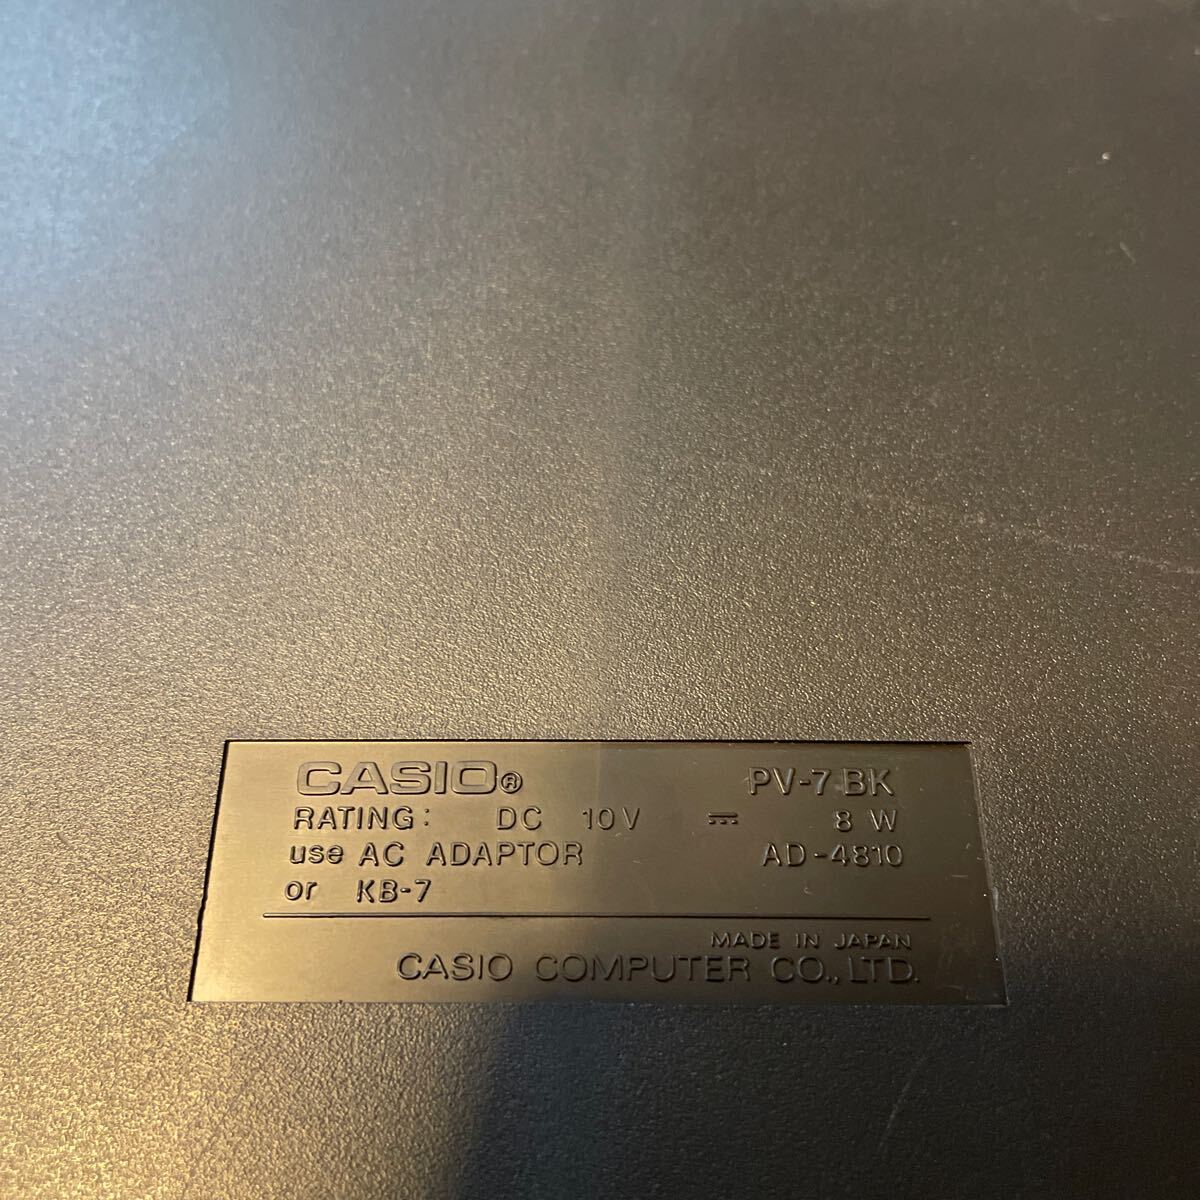 CASIO® PV-7 BK
RATING: DC 10V ⎓ 8 W
use AC ADAPTOR AD-4810
or KB-7
MADE IN JAPAN
CASIO COMPUTER CO., LTD.